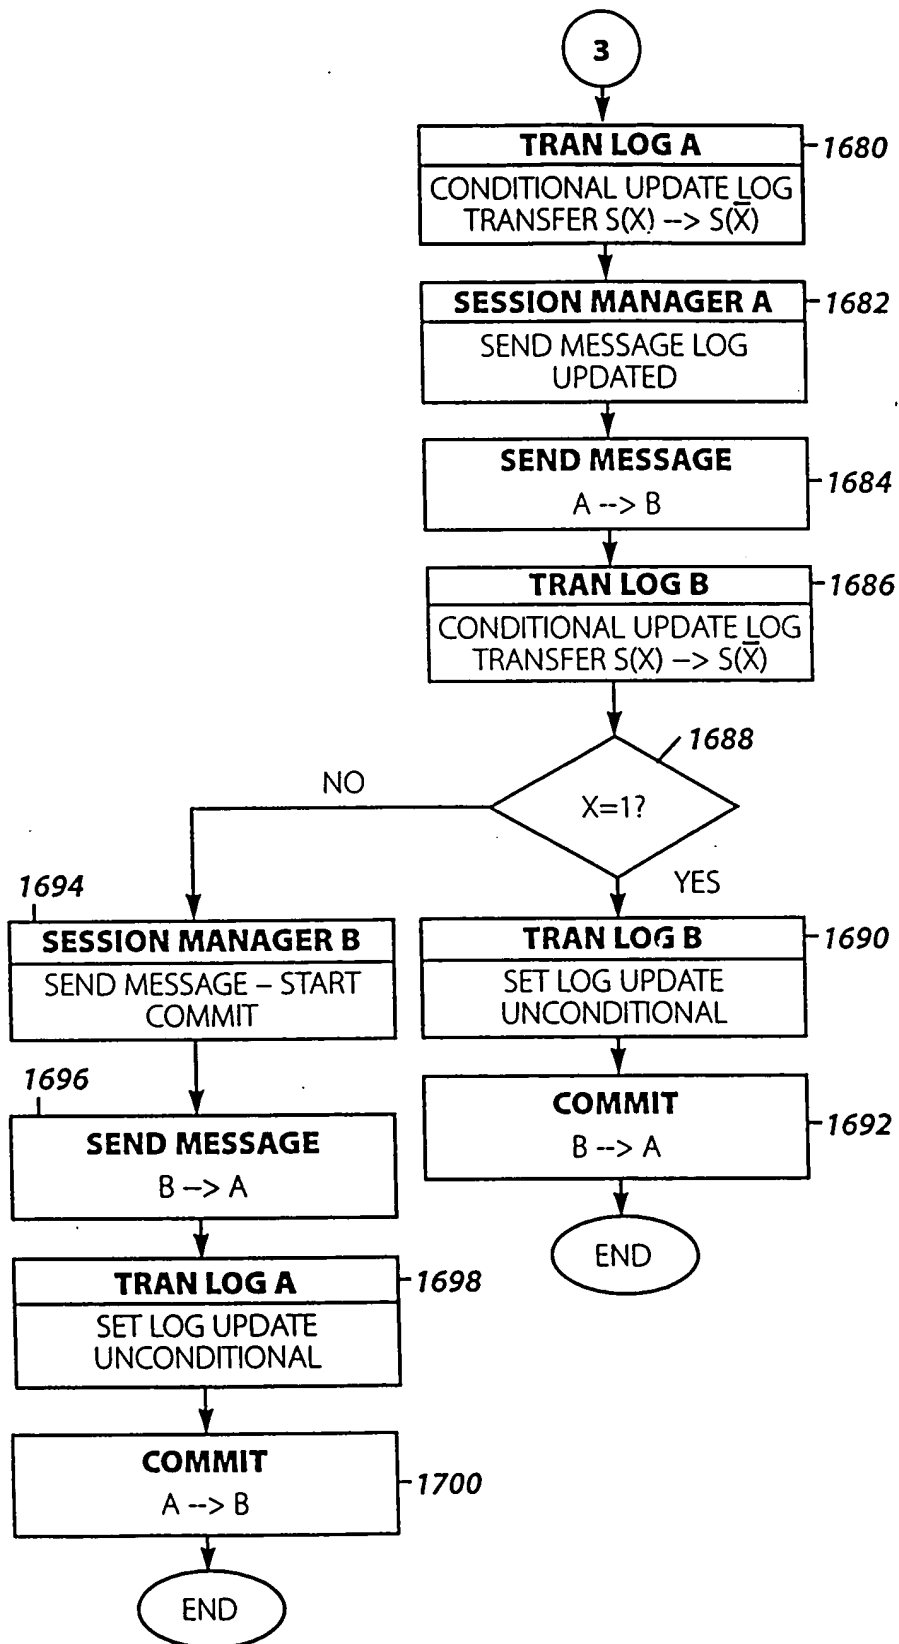 3
TRAN LOG A
1680
CONDITIONAL UPDATE LOG
TRANSFER S(X) --> S(X̅)
SESSION MANAGER A
1682
SEND MESSAGE LOG
UPDATED
SEND MESSAGE
1684
A --> B
TRAN LOG B
1686
CONDITIONAL UPDATE LOG
TRANSFER S(X) --> S(X̅)
1688
X=1?
NO
YES
1694
SESSION MANAGER B
SEND MESSAGE – START
COMMIT
1696
SEND MESSAGE
B --> A
TRAN LOG A
1698
SET LOG UPDATE
UNCONDITIONAL
COMMIT
1700
A --> B
END
TRAN LOG B
1690
SET LOG UPDATE
UNCONDITIONAL
COMMIT
1692
B --> A
END